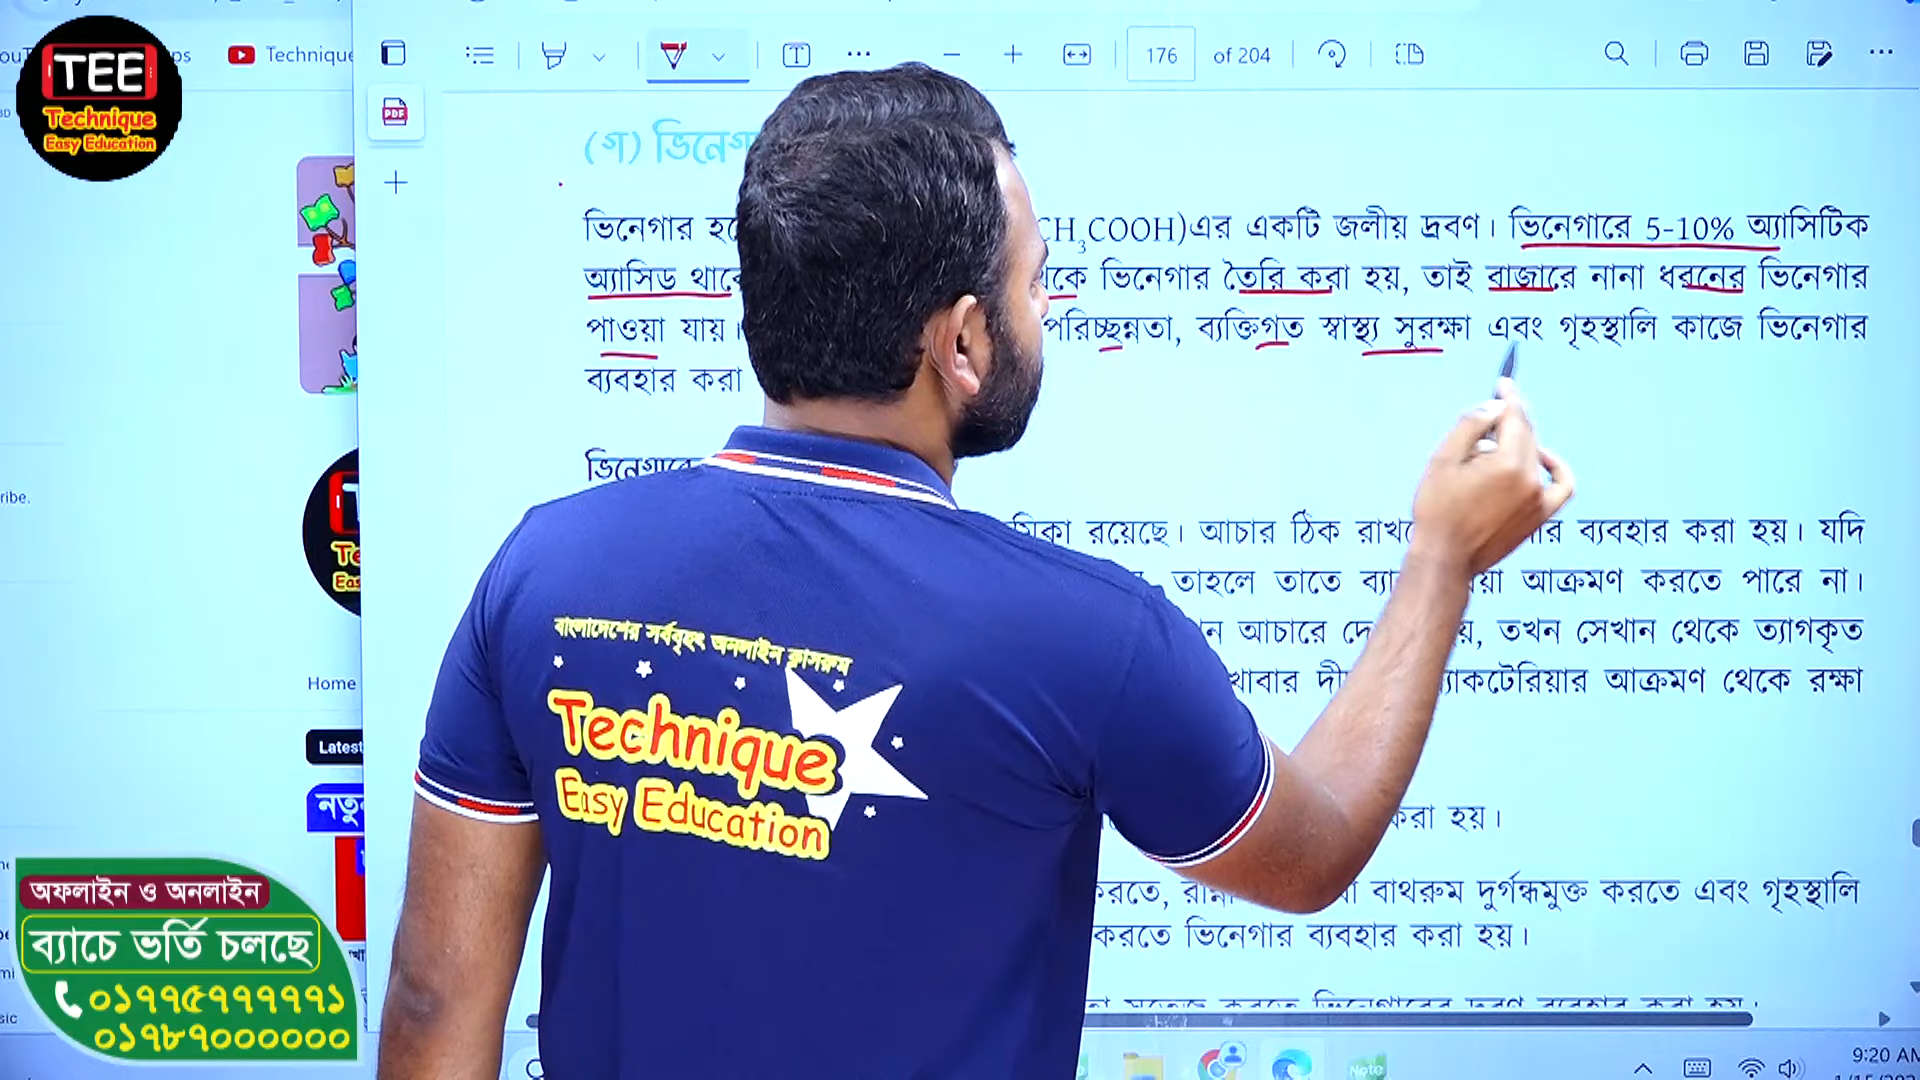 TEE
Technique
Easy Education
Technique
176 of 204
PDF
(গ)
ভিনেগার CH₃COOH)এর একটি জলীয় দ্রবণ। ভিনেগারে 5-10% অ্যাসিটিক
অ্যাসিড ভিনেগার তৈরি করা হয়, তাই বাজারে নানা ধরনের ভিনেগার
পাওয়া যায়। পরিচ্ছন্নতা, ব্যক্তিগত স্বাস্থ্য সুরক্ষা এবং গৃহস্থালি কাজে ভিনেগার
ব্যবহার করা
রয়েছে। আচার ঠিক ব্যবহার করা হয়। যদি
তাহলে তাতে আক্রমণ করতে পারে না।
আচারে তখন সেখান থেকে ত্যাগকৃত
খাবার আক্রমণ থেকে রক্ষা
করা হয়।
করতে, বাথরুম দুর্গন্ধমুক্ত করতে এবং গৃহস্থালি
করতে ভিনেগার ব্যবহার করা হয়।
বাংলাদেশের সর্ববৃহৎ অনলাইন ক্লাসরুম
Technique
Easy Education
Home
Latest
অফলাইন ও অনলাইন
ব্যাচে ভর্তি চলছে
০১৭৭৫৭৭৭৭৭১
০১৭৮৭০০০০০০
Note
9:20 AM